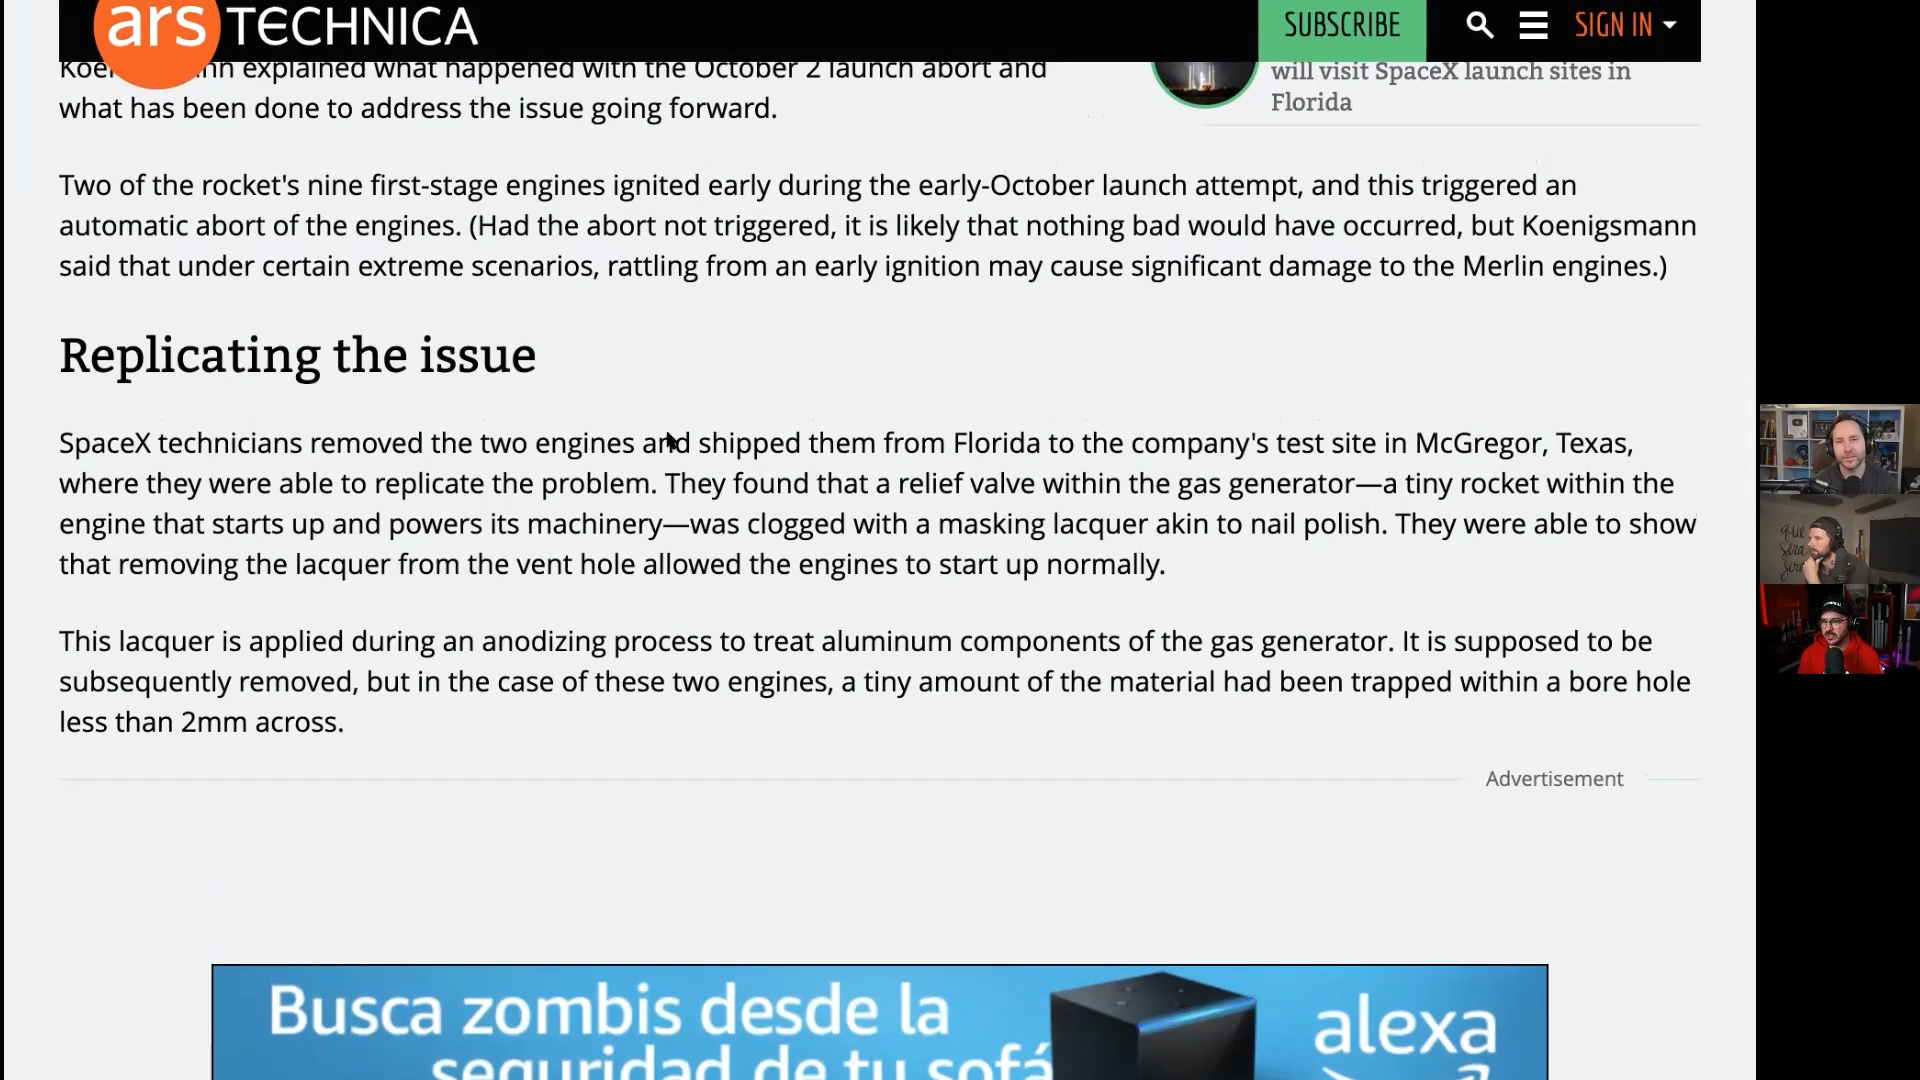 ars TECHNICA
SUBSCRIBE
SIGN IN
explained what happened with the October 2 launch abort and
what has been done to address the issue going forward.
will visit SpaceX launch sites in
Florida
Two of the rocket's nine first-stage engines ignited early during the early-October launch attempt, and this triggered an
automatic abort of the engines. (Had the abort not triggered, it is likely that nothing bad would have occurred, but Koenigsmann
said that under certain extreme scenarios, rattling from an early ignition may cause significant damage to the Merlin engines.)
Replicating the issue
SpaceX technicians removed the two engines and shipped them from Florida to the company's test site in McGregor, Texas,
where they were able to replicate the problem. They found that a relief valve within the gas generator—a tiny rocket within the
engine that starts up and powers its machinery—was clogged with a masking lacquer akin to nail polish. They were able to show
that removing the lacquer from the vent hole allowed the engines to start up normally.
This lacquer is applied during an anodizing process to treat aluminum components of the gas generator. It is supposed to be
subsequently removed, but in the case of these two engines, a tiny amount of the material had been trapped within a bore hole
less than 2mm across.
Advertisement
Busca zombis desde la
seguridad de tu sofá
alexa
que
sera
sera